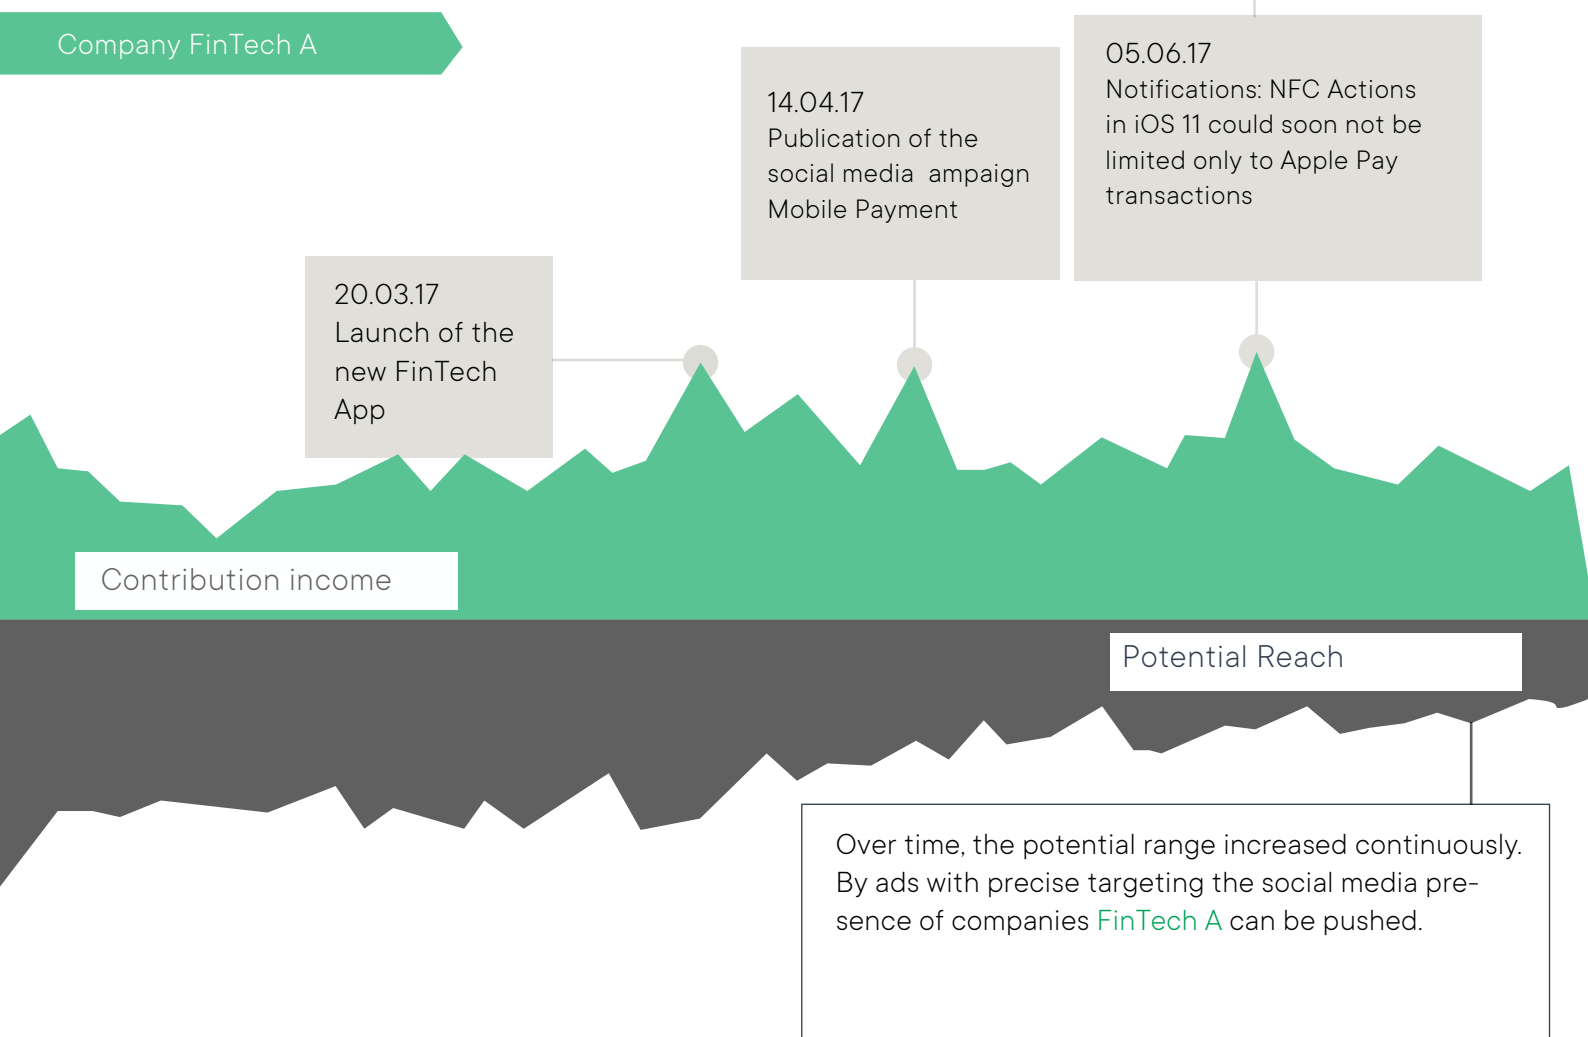 Company FinTech A
14.04.17
Publication of the
social media  ampaign
Mobile Payment
05.06.17
Notifications: NFC Actions
in iOS 11 could soon not be
limited only to Apple Pay
transactions
20.03.17
Launch of the
new FinTech
App
Contribution income
Potential Reach
Over time, the potential range increased continuously.
By ads with precise targeting the social media pre-
sence of companies FinTech A can be pushed.